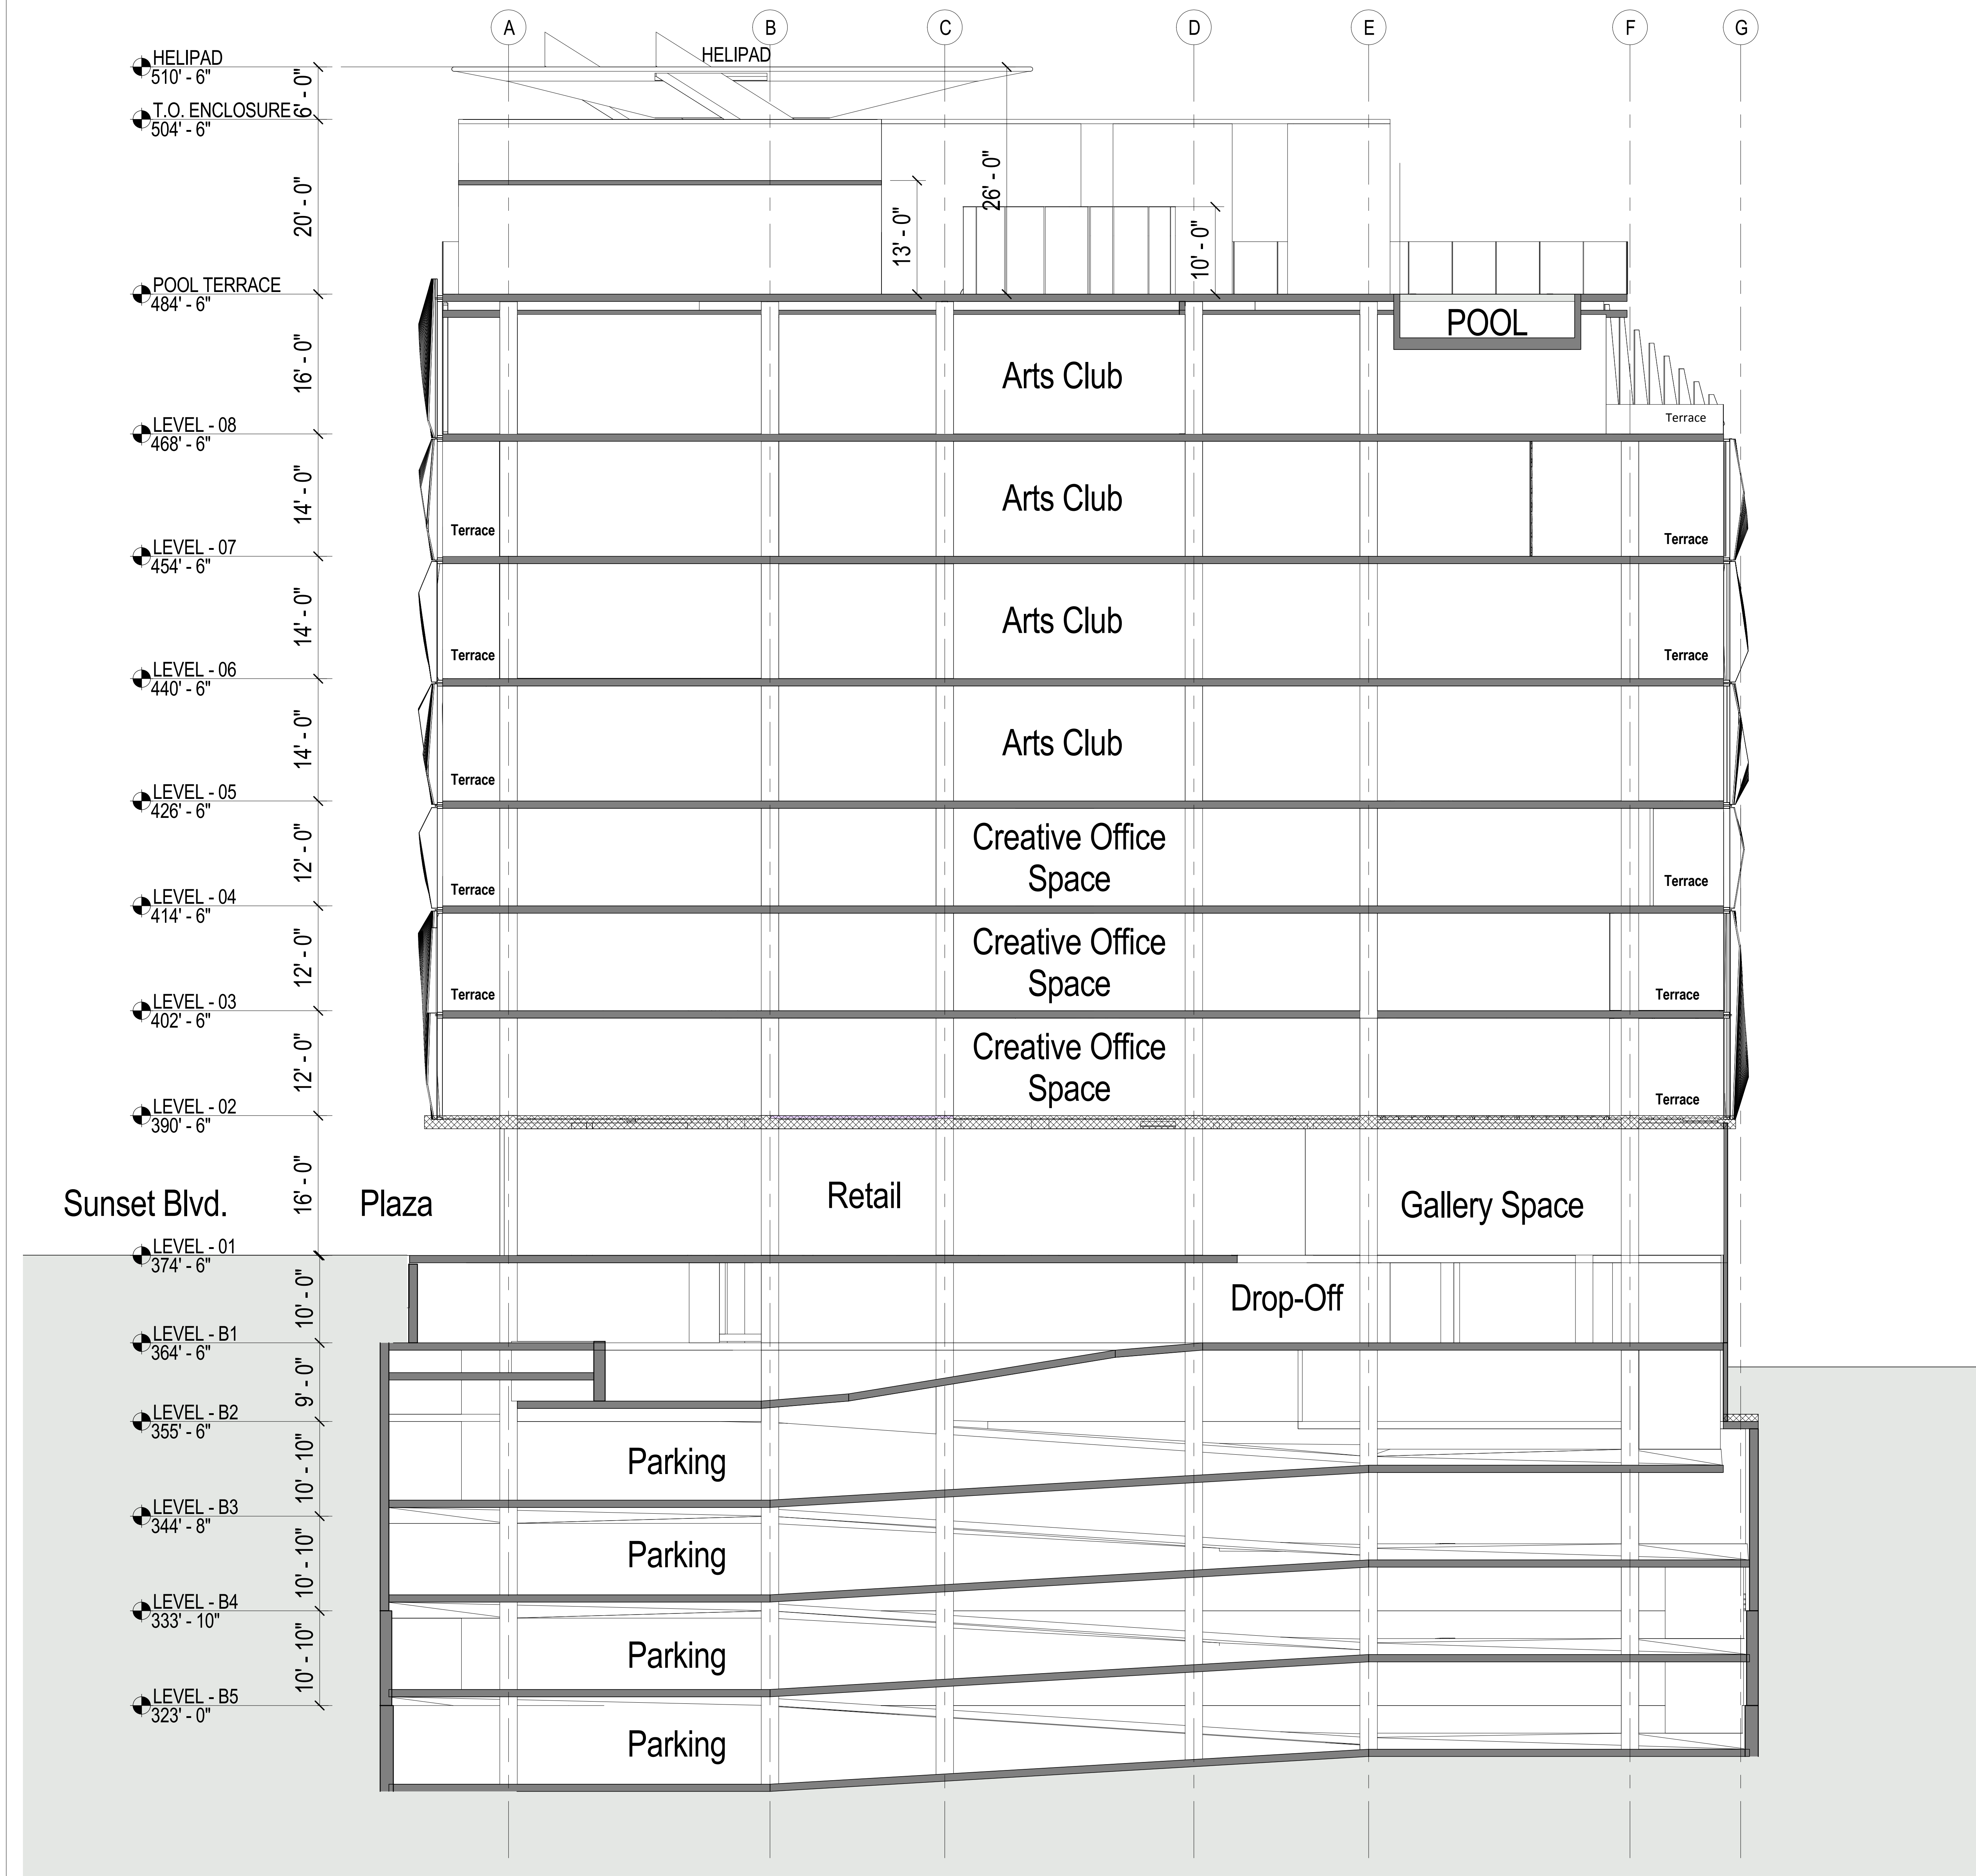 A B C D E F G
HELIPAD
510' - 6"
HELIPAD
6' - 0"
T.O. ENCLOSURE
504' - 6"
20' - 0"
26' - 0"
13' - 0"
10' - 0"
POOL TERRACE
484' - 6"
POOL
16' - 0"
Arts Club
Terrace
LEVEL - 08
468' - 6"
14' - 0"
Arts Club
Terrace
Terrace
LEVEL - 07
454' - 6"
14' - 0"
Arts Club
Terrace
Terrace
LEVEL - 06
440' - 6"
14' - 0"
Arts Club
Terrace
LEVEL - 05
426' - 6"
12' - 0"
Creative Office
Space
Terrace
Terrace
LEVEL - 04
414' - 6"
12' - 0"
Creative Office
Space
Terrace
Terrace
LEVEL - 03
402' - 6"
12' - 0"
Creative Office
Space
Terrace
LEVEL - 02
390' - 6"
16' - 0"
Sunset Blvd.
Plaza
Retail
Gallery Space
LEVEL - 01
374' - 6"
10' - 0"
Drop-Off
LEVEL - B1
364' - 6"
9' - 0"
LEVEL - B2
355' - 6"
10' - 10"
Parking
LEVEL - B3
344' - 8"
10' - 10"
Parking
LEVEL - B4
333' - 10"
10' - 10"
Parking
LEVEL - B5
323' - 0"
Parking